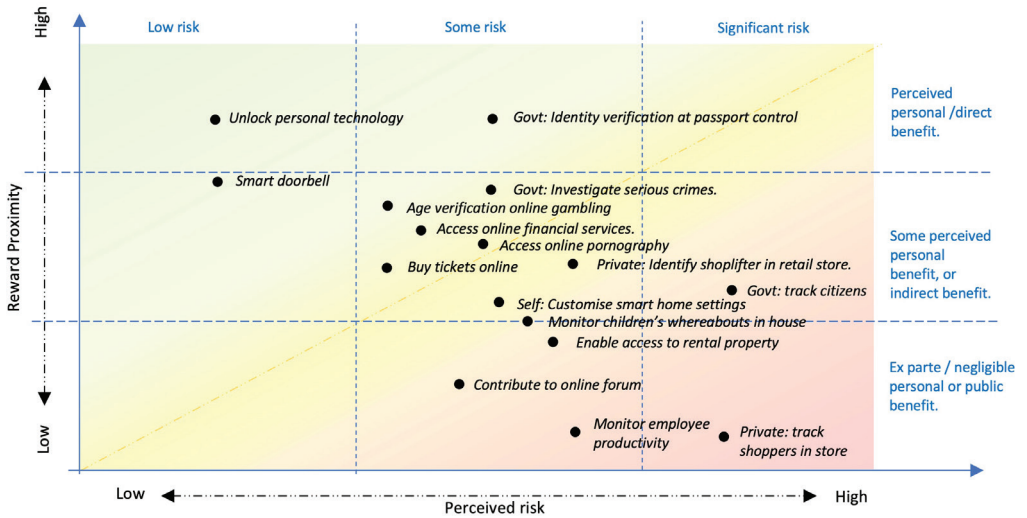 High
Low risk
Some risk
Significant risk
Perceived
personal /direct
benefit.
Unlock personal technology
Govt: Identity verification at passport control
Smart doorbell
Govt: Investigate serious crimes.
Age verification online gambling
Access online financial services.
Access online pornography
Buy tickets online
Private: Identify shoplifter in retail store.
Some perceived
personal
benefit, or
indirect benefit.
Govt: track citizens
Self: Customise smart home settings
Monitor children’s whereabouts in house
Enable access to rental property
Ex parte / negligible
personal or public
benefit.
Contribute to online forum
Monitor employee
productivity
Private: track
shoppers in store
Reward Proximity
Low
Low
High
Perceived risk